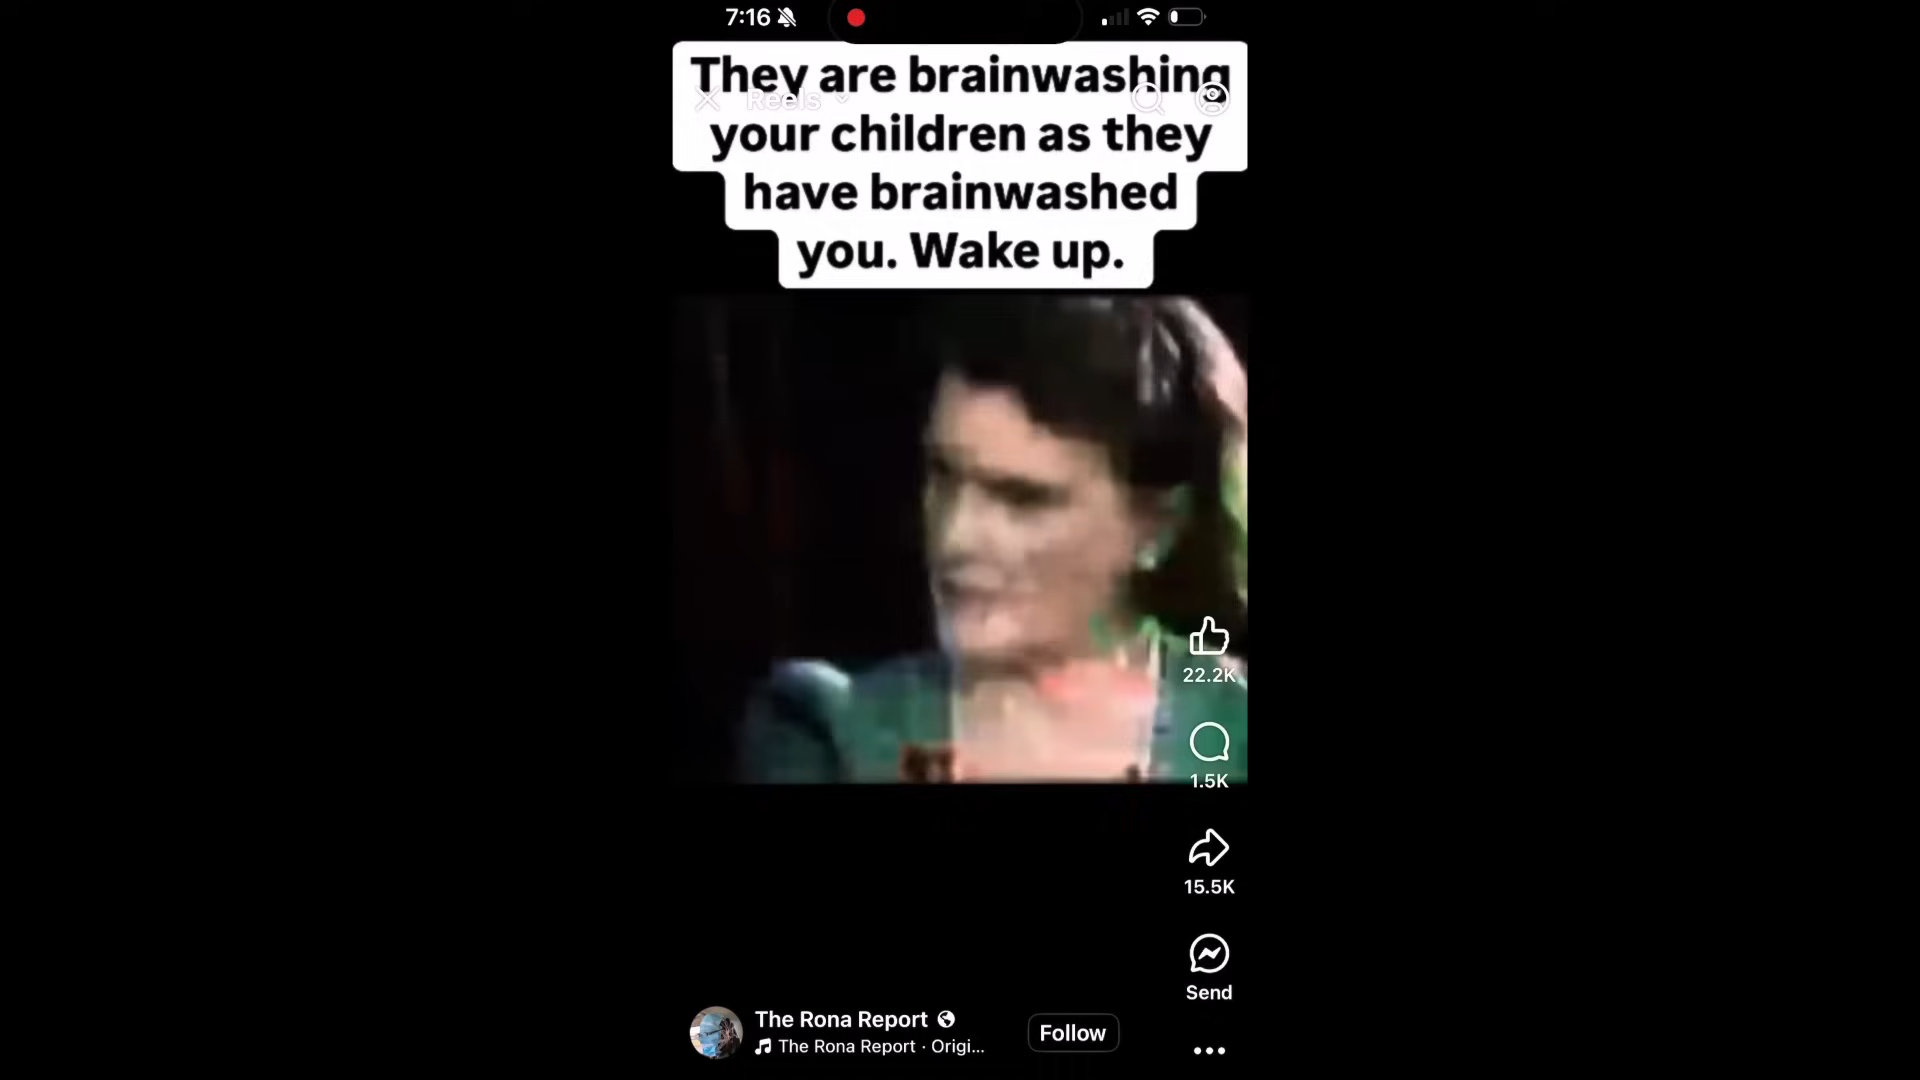 7:16
They are brainwashing
Reels
your children as they
have brainwashed
you. Wake up.
22.2K
1.5K
15.5K
Send
The Rona Report
Follow
The Rona Report · Origi...